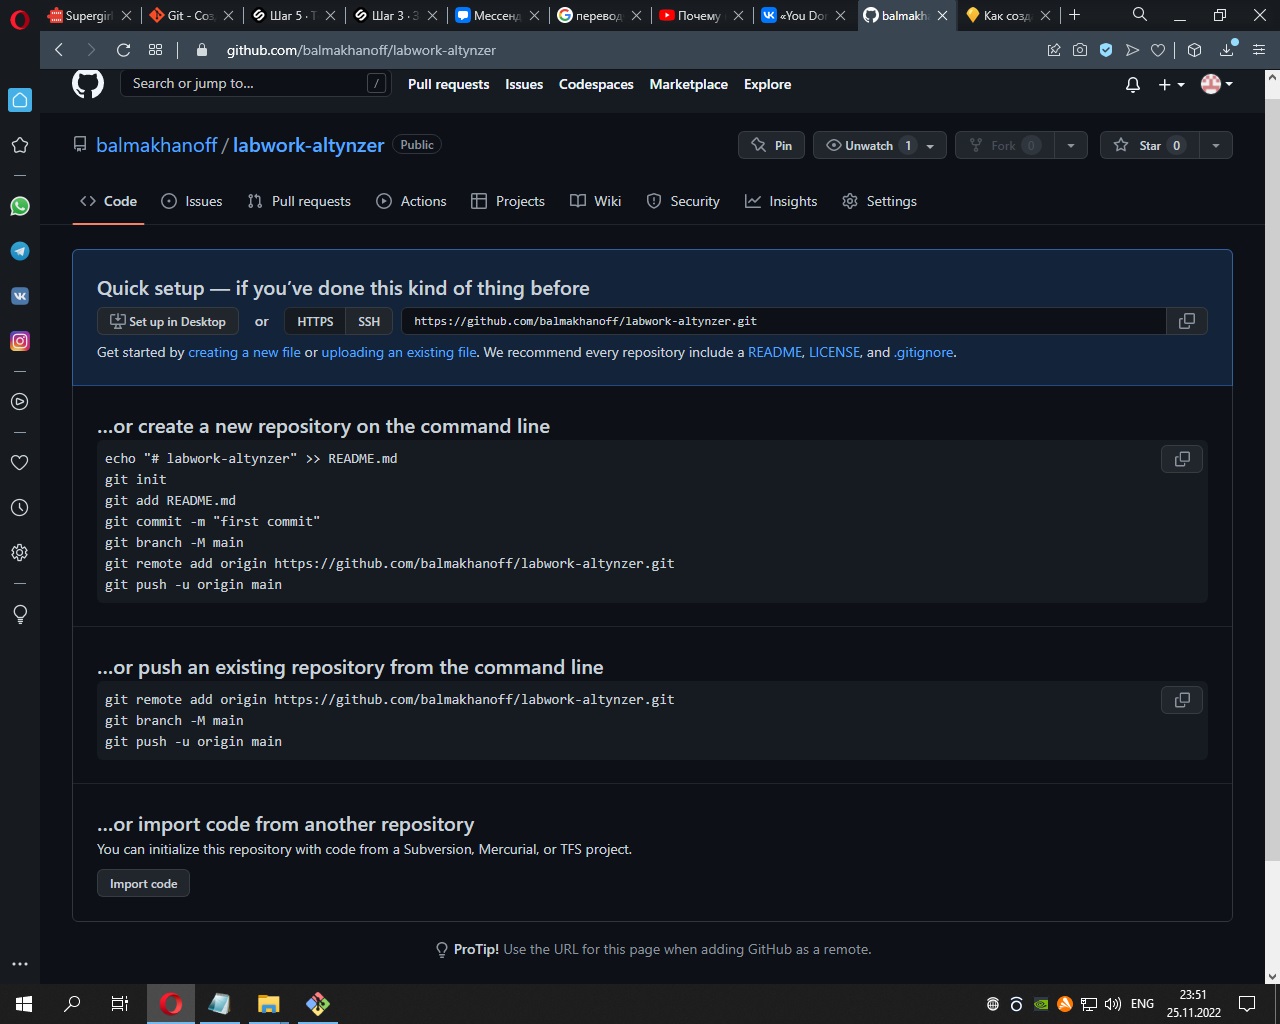 Supergirl
Git - Соз
Шаг 5 · Т
Шаг 3 · З
Мессенд
перевод
Почему
«You Do
balmakh
Как созд
github.com/balmakhanoff/labwork-altynzer
Search or jump to...
/
Pull requests
Issues
Codespaces
Marketplace
Explore
balmakhanoff / labwork-altynzer
Public
Pin
Unwatch 1
Fork 0
Star 0
Code
Issues
Pull requests
Actions
Projects
Wiki
Security
Insights
Settings
Quick setup — if you’ve done this kind of thing before
Set up in Desktop
or
HTTPS
SSH
https://github.com/balmakhanoff/labwork-altynzer.git
Get started by creating a new file or uploading an existing file. We recommend every repository include a README, LICENSE, and .gitignore.
…or create a new repository on the command line
echo "# labwork-altynzer" >> README.md
git init
git add README.md
git commit -m "first commit"
git branch -M main
git remote add origin https://github.com/balmakhanoff/labwork-altynzer.git
git push -u origin main
…or push an existing repository from the command line
git remote add origin https://github.com/balmakhanoff/labwork-altynzer.git
git branch -M main
git push -u origin main
…or import code from another repository
You can initialize this repository with code from a Subversion, Mercurial, or TFS project.
Import code
ProTip! Use the URL for this page when adding GitHub as a remote.
ENG
23:51
25.11.2022